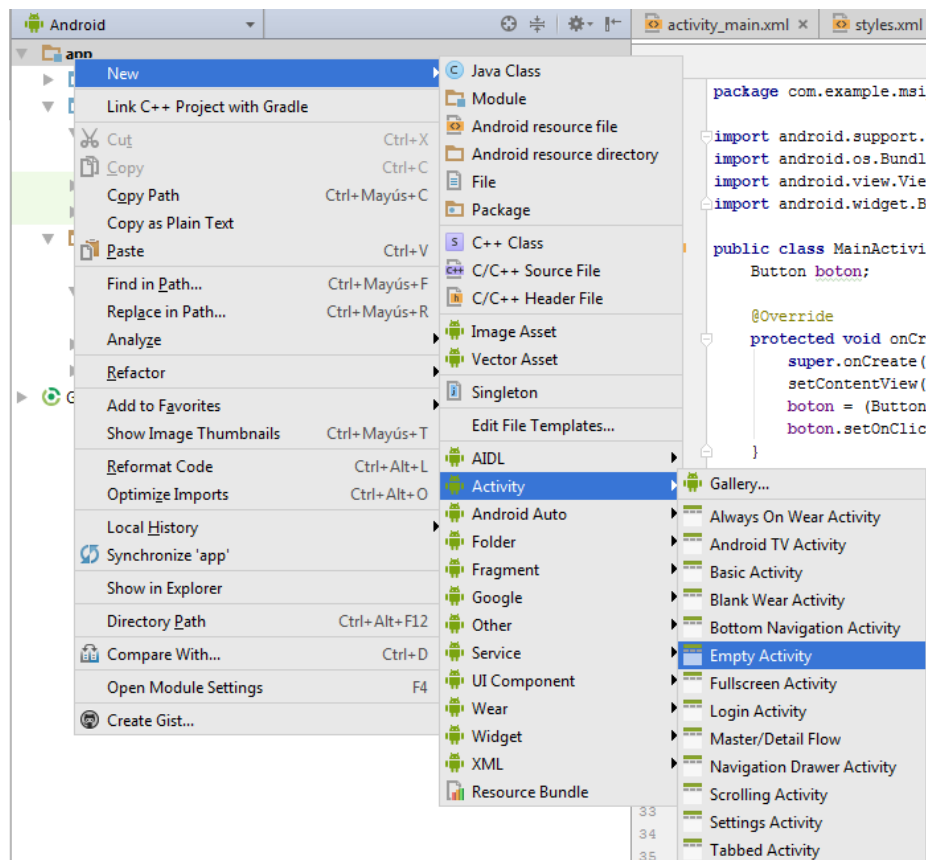 Android
activity_main.xml ×
styles.xml
app
New
Link C++ Project with Gradle
Cut Ctrl+X
Copy Ctrl+C
Copy Path Ctrl+Mayús+C
Copy as Plain Text
Paste Ctrl+V
Find in Path... Ctrl+Mayús+F
Replace in Path... Ctrl+Mayús+R
Analyze
Refactor
Add to Favorites
Show Image Thumbnails Ctrl+Mayús+T
Reformat Code Ctrl+Alt+L
Optimize Imports Ctrl+Alt+O
Local History
Synchronize 'app'
Show in Explorer
Directory Path Ctrl+Alt+F12
Compare With... Ctrl+D
Open Module Settings F4
Create Gist...
G
C Java Class
Module
Android resource file
Android resource directory
File
Package
S C++ Class
C++ C/C++ Source File
h C/C++ Header File
Image Asset
Vector Asset
Singleton
Edit File Templates...
AIDL
Activity
Android Auto
Folder
Fragment
Google
Other
Service
UI Component
Wear
Widget
XML
Resource Bundle
Gallery...
Always On Wear Activity
Android TV Activity
Basic Activity
Blank Wear Activity
Bottom Navigation Activity
Empty Activity
Fullscreen Activity
Login Activity
Master/Detail Flow
Navigation Drawer Activity
Scrolling Activity
Settings Activity
Tabbed Activity
package com.example.msi
import android.support.
import android.os.Bundl
import android.view.Vie
import android.widget.B
public class MainActivi
Button boton;
@Override
protected void onCr
super.onCreate(
setContentView(
boton = (Button
boton.setOnClic
}
33
34
35